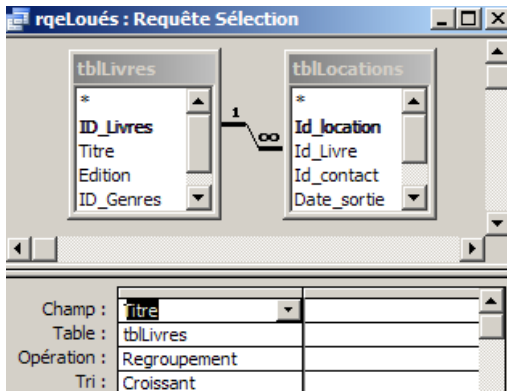 rqeLoués : Requête Sélection
tblLivres
*
ID_Livres
Titre
Edition
ID_Genres
1
∞
tblLocations
*
Id_location
Id_Livre
Id_contact
Date_sortie
Champ : Titre
Table : tblLivres
Opération : Regroupement
Tri : Croissant